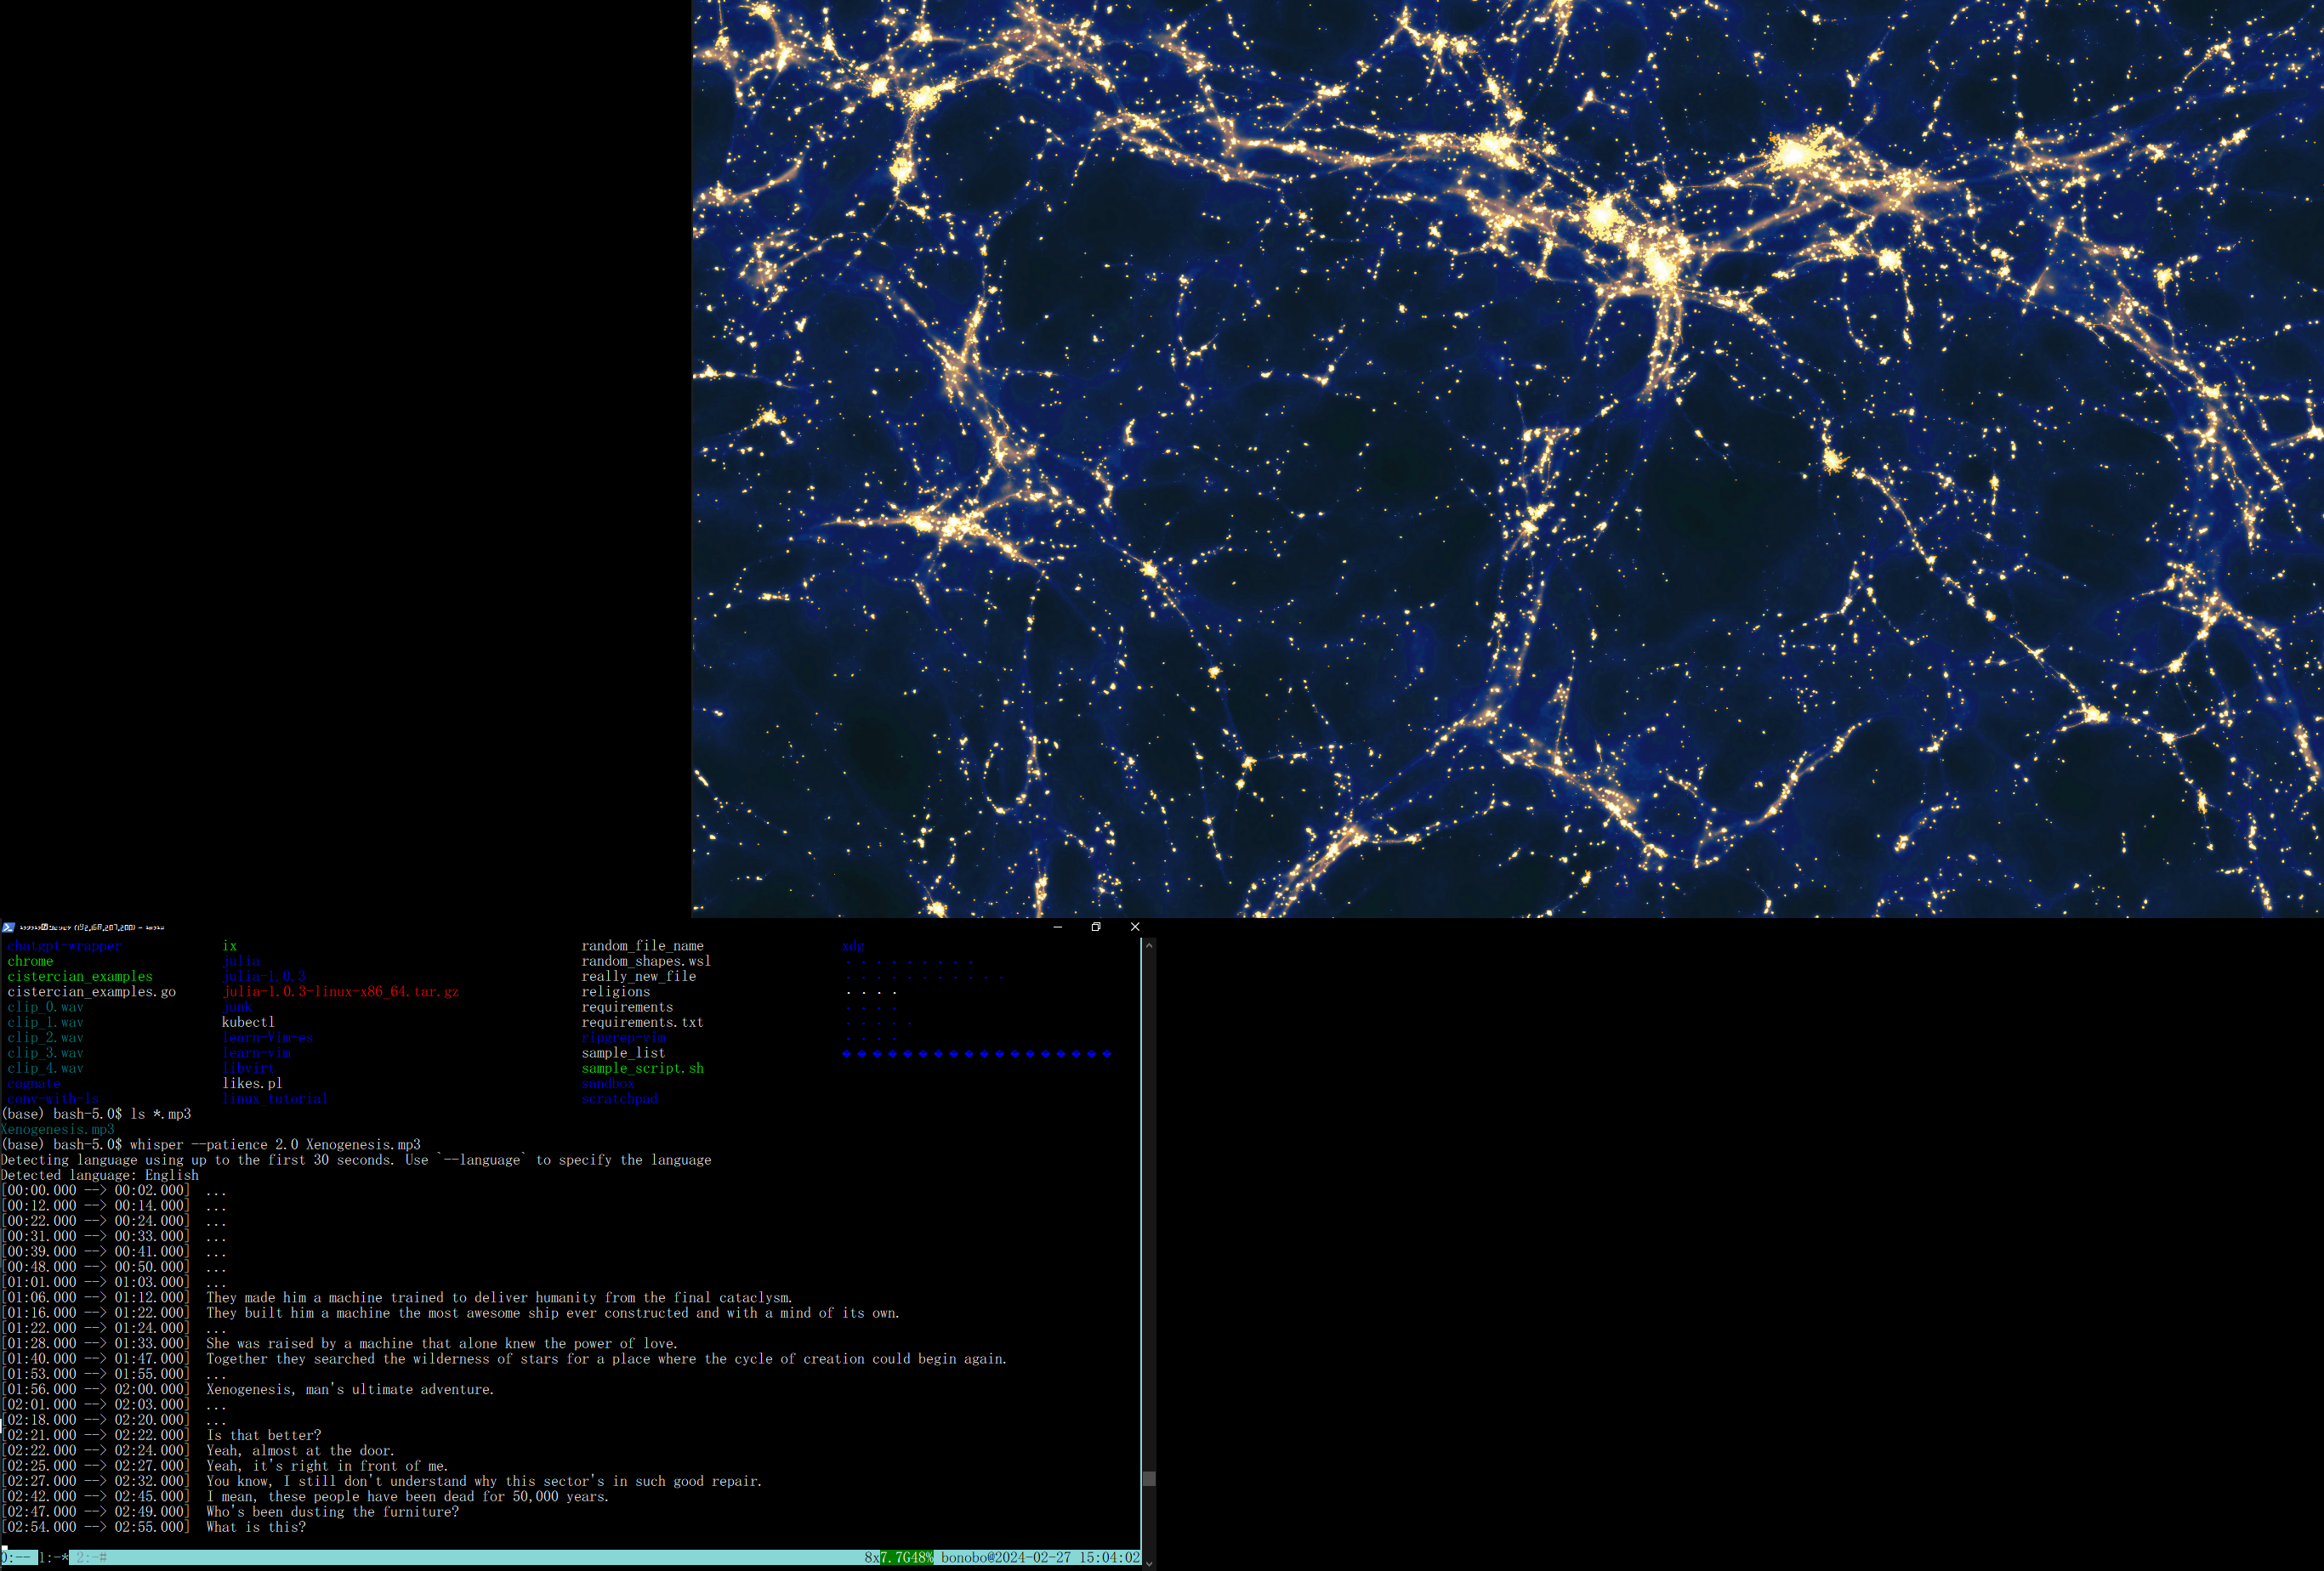 chatgpt-wrapper ix random_file_name xdg
chrome julia random_shapes.wsl
cistercian_examples julia-1.0.3 really_new_file
cistercian_examples.go julia-1.0.3-linux-x86_64.tar.gz religions
clip_0.wav junk requirements
clip_1.wav kubectl requirements.txt
clip_2.wav learn-Vim-es ripgrep-vim
clip_3.wav learn-vim sample_list
clip_4.wav libvirt sample_script.sh
cognate likes.pl sandbox
conv-with-ls linux_tutorial scratchpad
(base) bash-5.0$ ls *.mp3
Xenogenesis.mp3
(base) bash-5.0$ whisper --patience 2.0 Xenogenesis.mp3
Detecting language using up to the first 30 seconds. Use `--language` to specify the language
Detected language: English
[00:00.000 --> 00:02.000]  ...
[00:12.000 --> 00:14.000]  ...
[00:22.000 --> 00:24.000]  ...
[00:31.000 --> 00:33.000]  ...
[00:39.000 --> 00:41.000]  ...
[00:48.000 --> 00:50.000]  ...
[01:01.000 --> 01:03.000]  ...
[01:06.000 --> 01:12.000]  They made him a machine trained to deliver humanity from the final cataclysm.
[01:16.000 --> 01:22.000]  They built him a machine the most awesome ship ever constructed and with a mind of its own.
[01:22.000 --> 01:24.000]  ...
[01:28.000 --> 01:33.000]  She was raised by a machine that alone knew the power of love.
[01:40.000 --> 01:47.000]  Together they searched the wilderness of stars for a place where the cycle of creation could begin again.
[01:53.000 --> 01:55.000]  ...
[01:56.000 --> 02:00.000]  Xenogenesis, man's ultimate adventure.
[02:01.000 --> 02:03.000]  ...
[02:18.000 --> 02:20.000]  ...
[02:21.000 --> 02:22.000]  Is that better?
[02:22.000 --> 02:24.000]  Yeah, almost at the door.
[02:25.000 --> 02:27.000]  Yeah, it's right in front of me.
[02:27.000 --> 02:32.000]  You know, I still don't understand why this sector's in such good repair.
[02:42.000 --> 02:45.000]  I mean, these people have been dead for 50,000 years.
[02:47.000 --> 02:49.000]  Who's been dusting the furniture?
[02:54.000 --> 02:55.000]  What is this?
0:-- 1:-* 2:-# 8x7.7G48% bonobo@2024-02-27 15:04:02